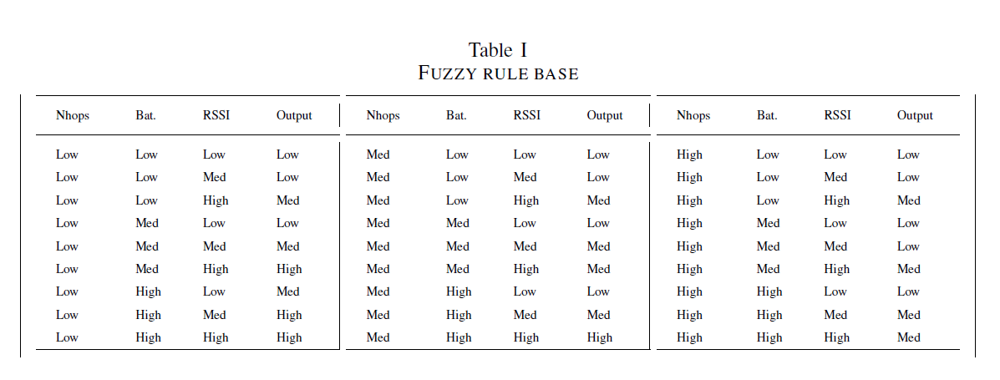 Table I
FUZZY RULE BASE
Nhops Bat. RSSI Output Nhops Bat. RSSI Output Nhops Bat. RSSI Output
Low Low Low Low Med Low Low Low High Low Low Low
Low Low Med Low Med Low Med Low High Low Med Low
Low Low High Med Med Low High Med High Low High Med
Low Med Low Low Med Med Low Low High Med Low Low
Low Med Med Med Med Med Med Med High Med Med Low
Low Med High High Med Med High Med High Med High Med
Low High Low Med Med High Low Low High High Low Low
Low High Med High Med High Med Med High High Med Med
Low High High High Med High High High High High High Med